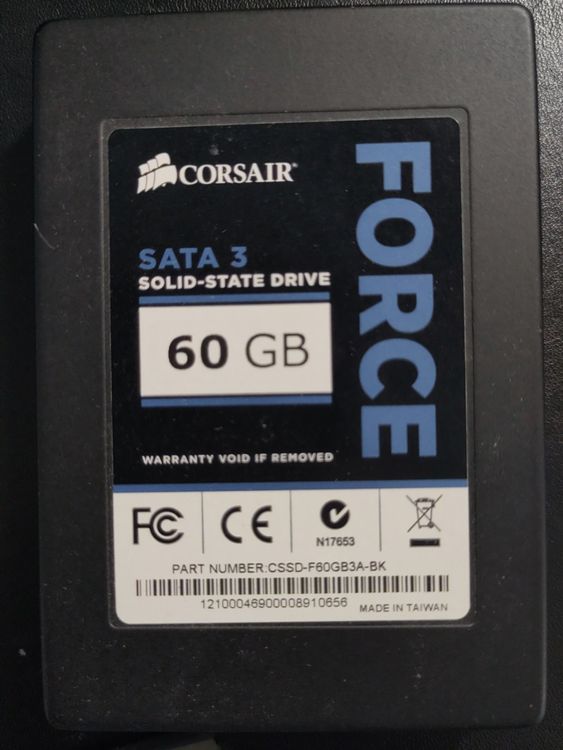 CORSAIR
FORCE
SATA 3
SOLID-STATE DRIVE
60 GB
WARRANTY VOID IF REMOVED
FC CE
N17653
PART NUMBER:CSSD-F60GB3A-BK
12100046900008910656
MADE IN TAIWAN